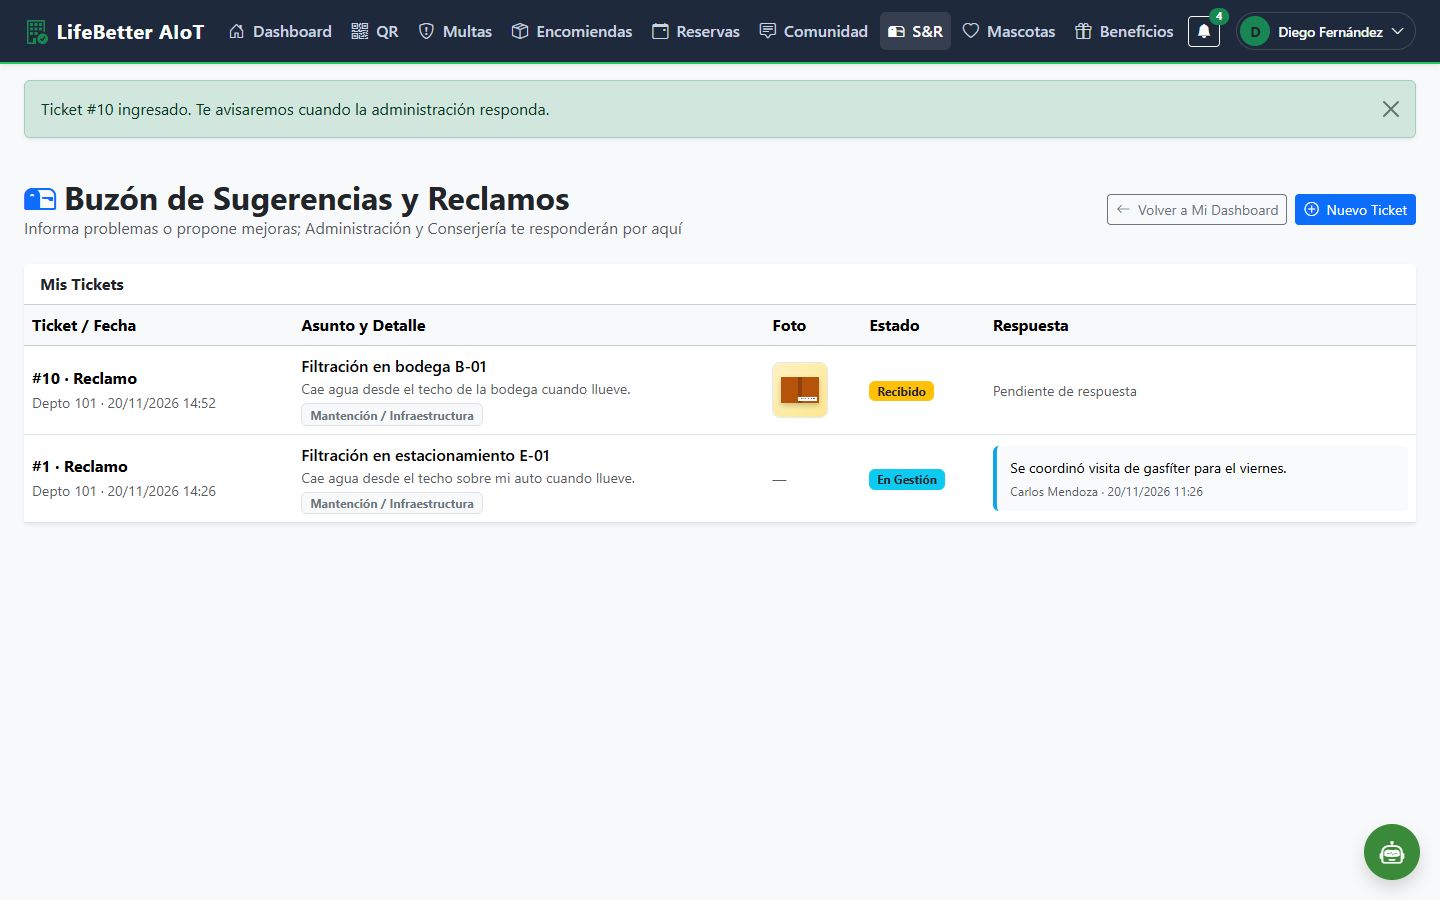 LifeBetter AIoT
Dashboard
QR
Multas
Encomiendas
Reservas
Comunidad
S&R
Mascotas
Beneficios
4
D
Diego Fernández
Ticket #10 ingresado. Te avisaremos cuando la administración responda.
Buzón de Sugerencias y Reclamos
Informa problemas o propone mejoras; Administración y Conserjería te responderán por aquí
Volver a Mi Dashboard
Nuevo Ticket
Mis Tickets
Ticket / Fecha
Asunto y Detalle
Foto
Estado
Respuesta
#10 · Reclamo
Depto 101 · 20/11/2026 14:52
Filtración en bodega B-01
Cae agua desde el techo de la bodega cuando llueve.
Mantención / Infraestructura
Recibido
Pendiente de respuesta
#1 · Reclamo
Depto 101 · 20/11/2026 14:26
Filtración en estacionamiento E-01
Cae agua desde el techo sobre mi auto cuando llueve.
Mantención / Infraestructura
—
En Gestión
Se coordinó visita de gasfíter para el viernes.
Carlos Mendoza · 20/11/2026 11:26